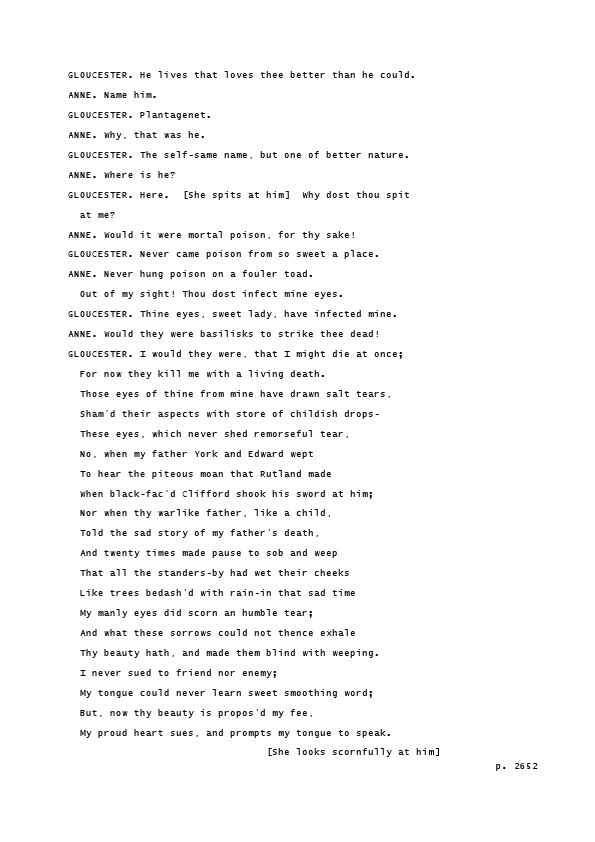 GLOUCESTER. He lives that loves thee better than he could.
ANNE. Name him.
GLOUCESTER. Plantagenet.
ANNE. Why, that was he.
GLOUCESTER. The self-same name, but one of better nature.
ANNE. Where is he?
GLOUCESTER. Here.  [She spits at him]  Why dost thou spit
  at me?
ANNE. Would it were mortal poison, for thy sake!
GLOUCESTER. Never came poison from so sweet a place.
ANNE. Never hung poison on a fouler toad.
  Out of my sight! Thou dost infect mine eyes.
GLOUCESTER. Thine eyes, sweet lady, have infected mine.
ANNE. Would they were basilisks to strike thee dead!
GLOUCESTER. I would they were, that I might die at once;
  For now they kill me with a living death.
  Those eyes of thine from mine have drawn salt tears,
  Sham'd their aspects with store of childish drops-
  These eyes, which never shed remorseful tear,
  No, when my father York and Edward wept
  To hear the piteous moan that Rutland made
  When black-fac'd Clifford shook his sword at him;
  Nor when thy warlike father, like a child,
  Told the sad story of my father's death,
  And twenty times made pause to sob and weep
  That all the standers-by had wet their cheeks
  Like trees bedash'd with rain-in that sad time
  My manly eyes did scorn an humble tear;
  And what these sorrows could not thence exhale
  Thy beauty hath, and made them blind with weeping.
  I never sued to friend nor enemy;
  My tongue could never learn sweet smoothing word;
  But, now thy beauty is propos'd my fee,
  My proud heart sues, and prompts my tongue to speak.
                                 [She looks scornfully at him]
p. 2652